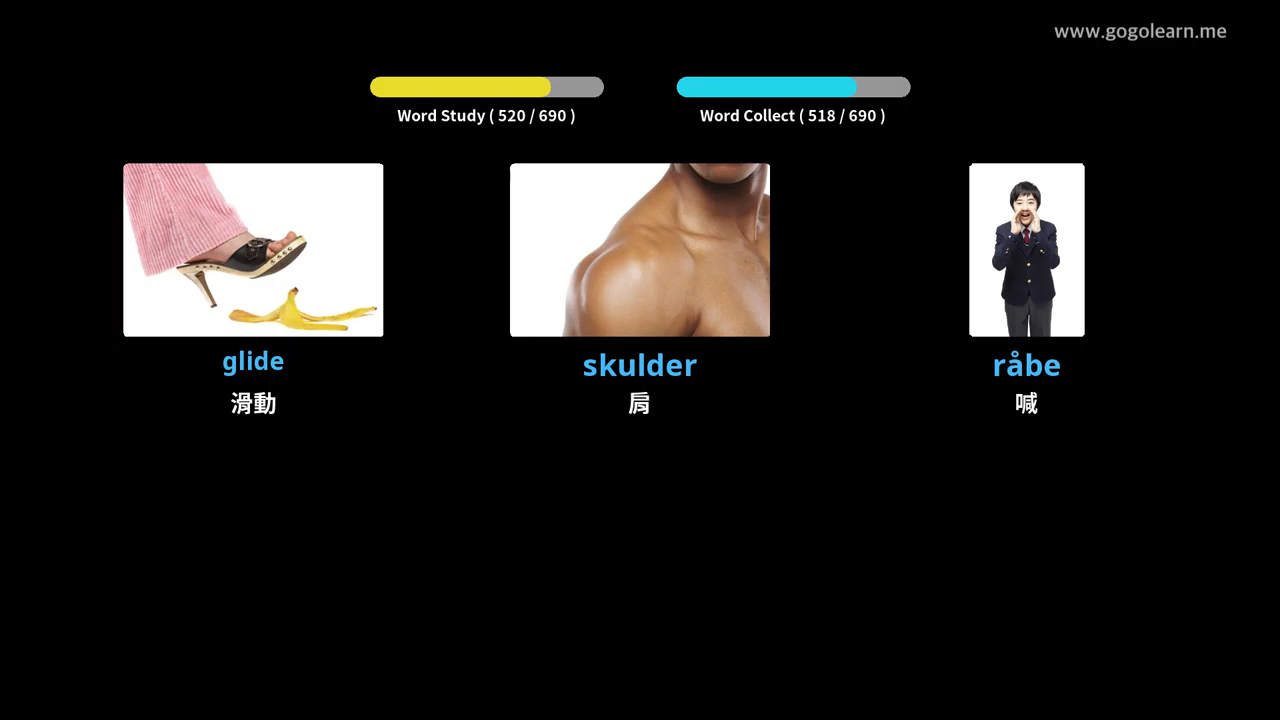 www.gogolearn.me
Word Study ( 520 / 690 )
Word Collect ( 518 / 690 )
glide
skulder
råbe
滑動
肩
喊